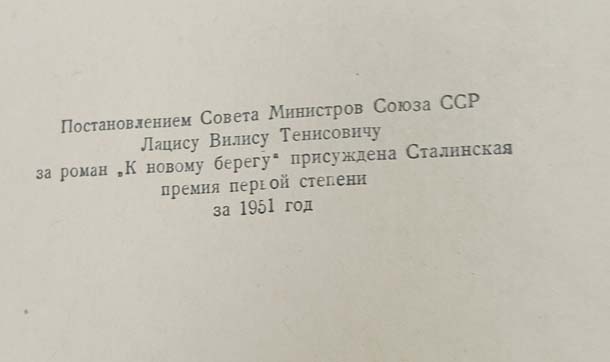 Постановлением Совета Министров Союза ССР
Лацису Вилису Тенисовичу
за роман „К новому берегу“ присуждена Сталинская
премия первой степени
за 1951 год